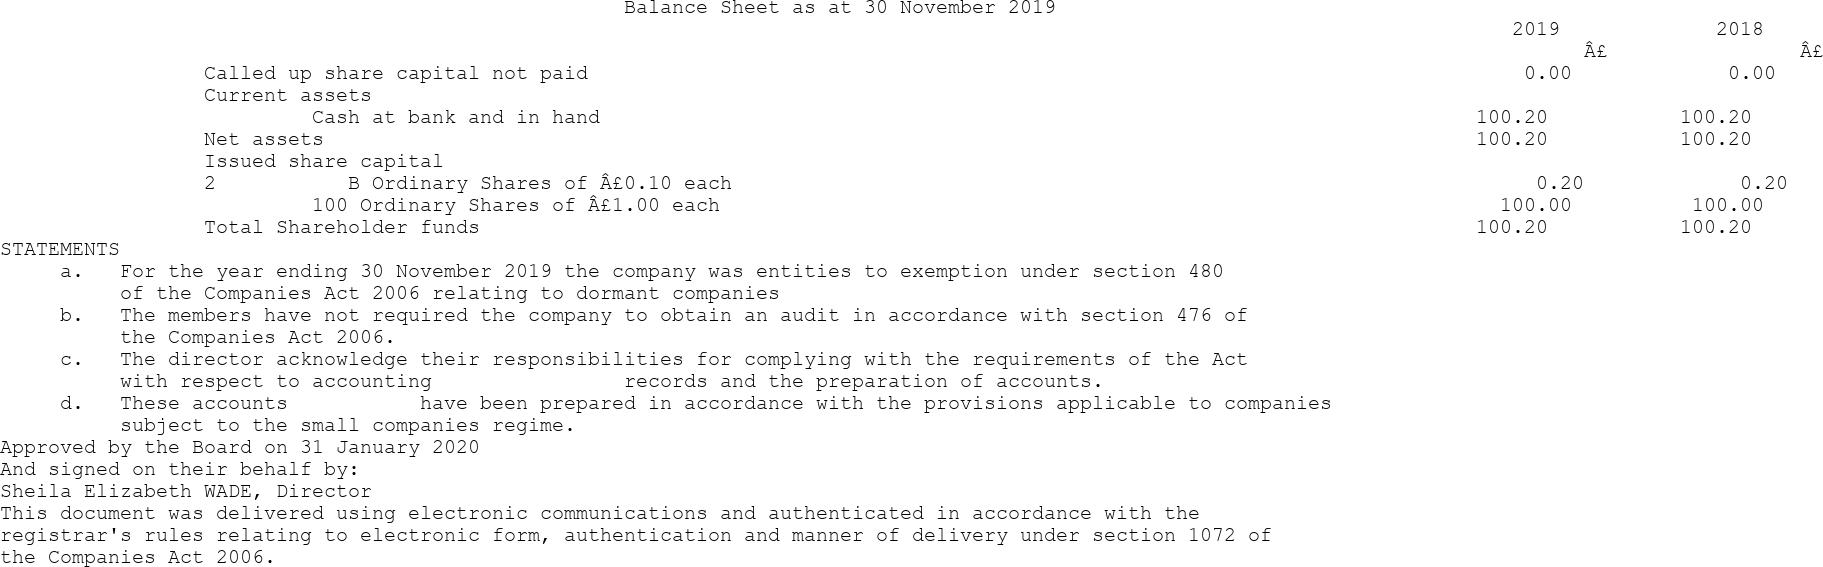 Balance Sheet as at 30 November 2019
2019 2018
Â£ Â£
Called up share capital not paid 0.00 0.00
Current assets
Cash at bank and in hand 100.20 100.20
Net assets 100.20 100.20
Issued share capital
2 B Ordinary Shares of Â£0.10 each 0.20 0.20
100 Ordinary Shares of Â£1.00 each 100.00 100.00
Total Shareholder funds 100.20 100.20
STATEMENTS
a. For the year ending 30 November 2019 the company was entities to exemption under section 480
of the Companies Act 2006 relating to dormant companies
b. The members have not required the company to obtain an audit in accordance with section 476 of
the Companies Act 2006.
c. The director acknowledge their responsibilities for complying with the requirements of the Act
with respect to accounting records and the preparation of accounts.
d. These accounts have been prepared in accordance with the provisions applicable to companies
subject to the small companies regime.
Approved by the Board on 31 January 2020
And signed on their behalf by:
Sheila Elizabeth WADE, Director
This document was delivered using electronic communications and authenticated in accordance with the
registrar's rules relating to electronic form, authentication and manner of delivery under section 1072 of
the Companies Act 2006.